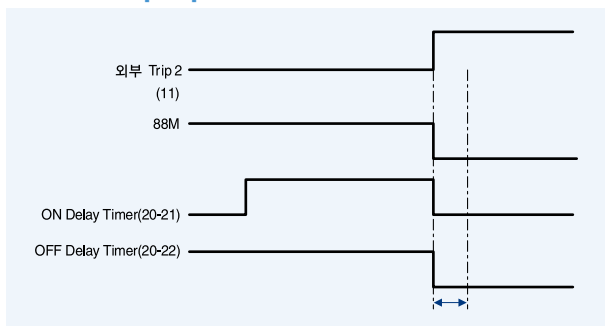 외부 Trip 2
(11)
88M
ON Delay Timer(20-21)
OFF Delay Timer(20-22)